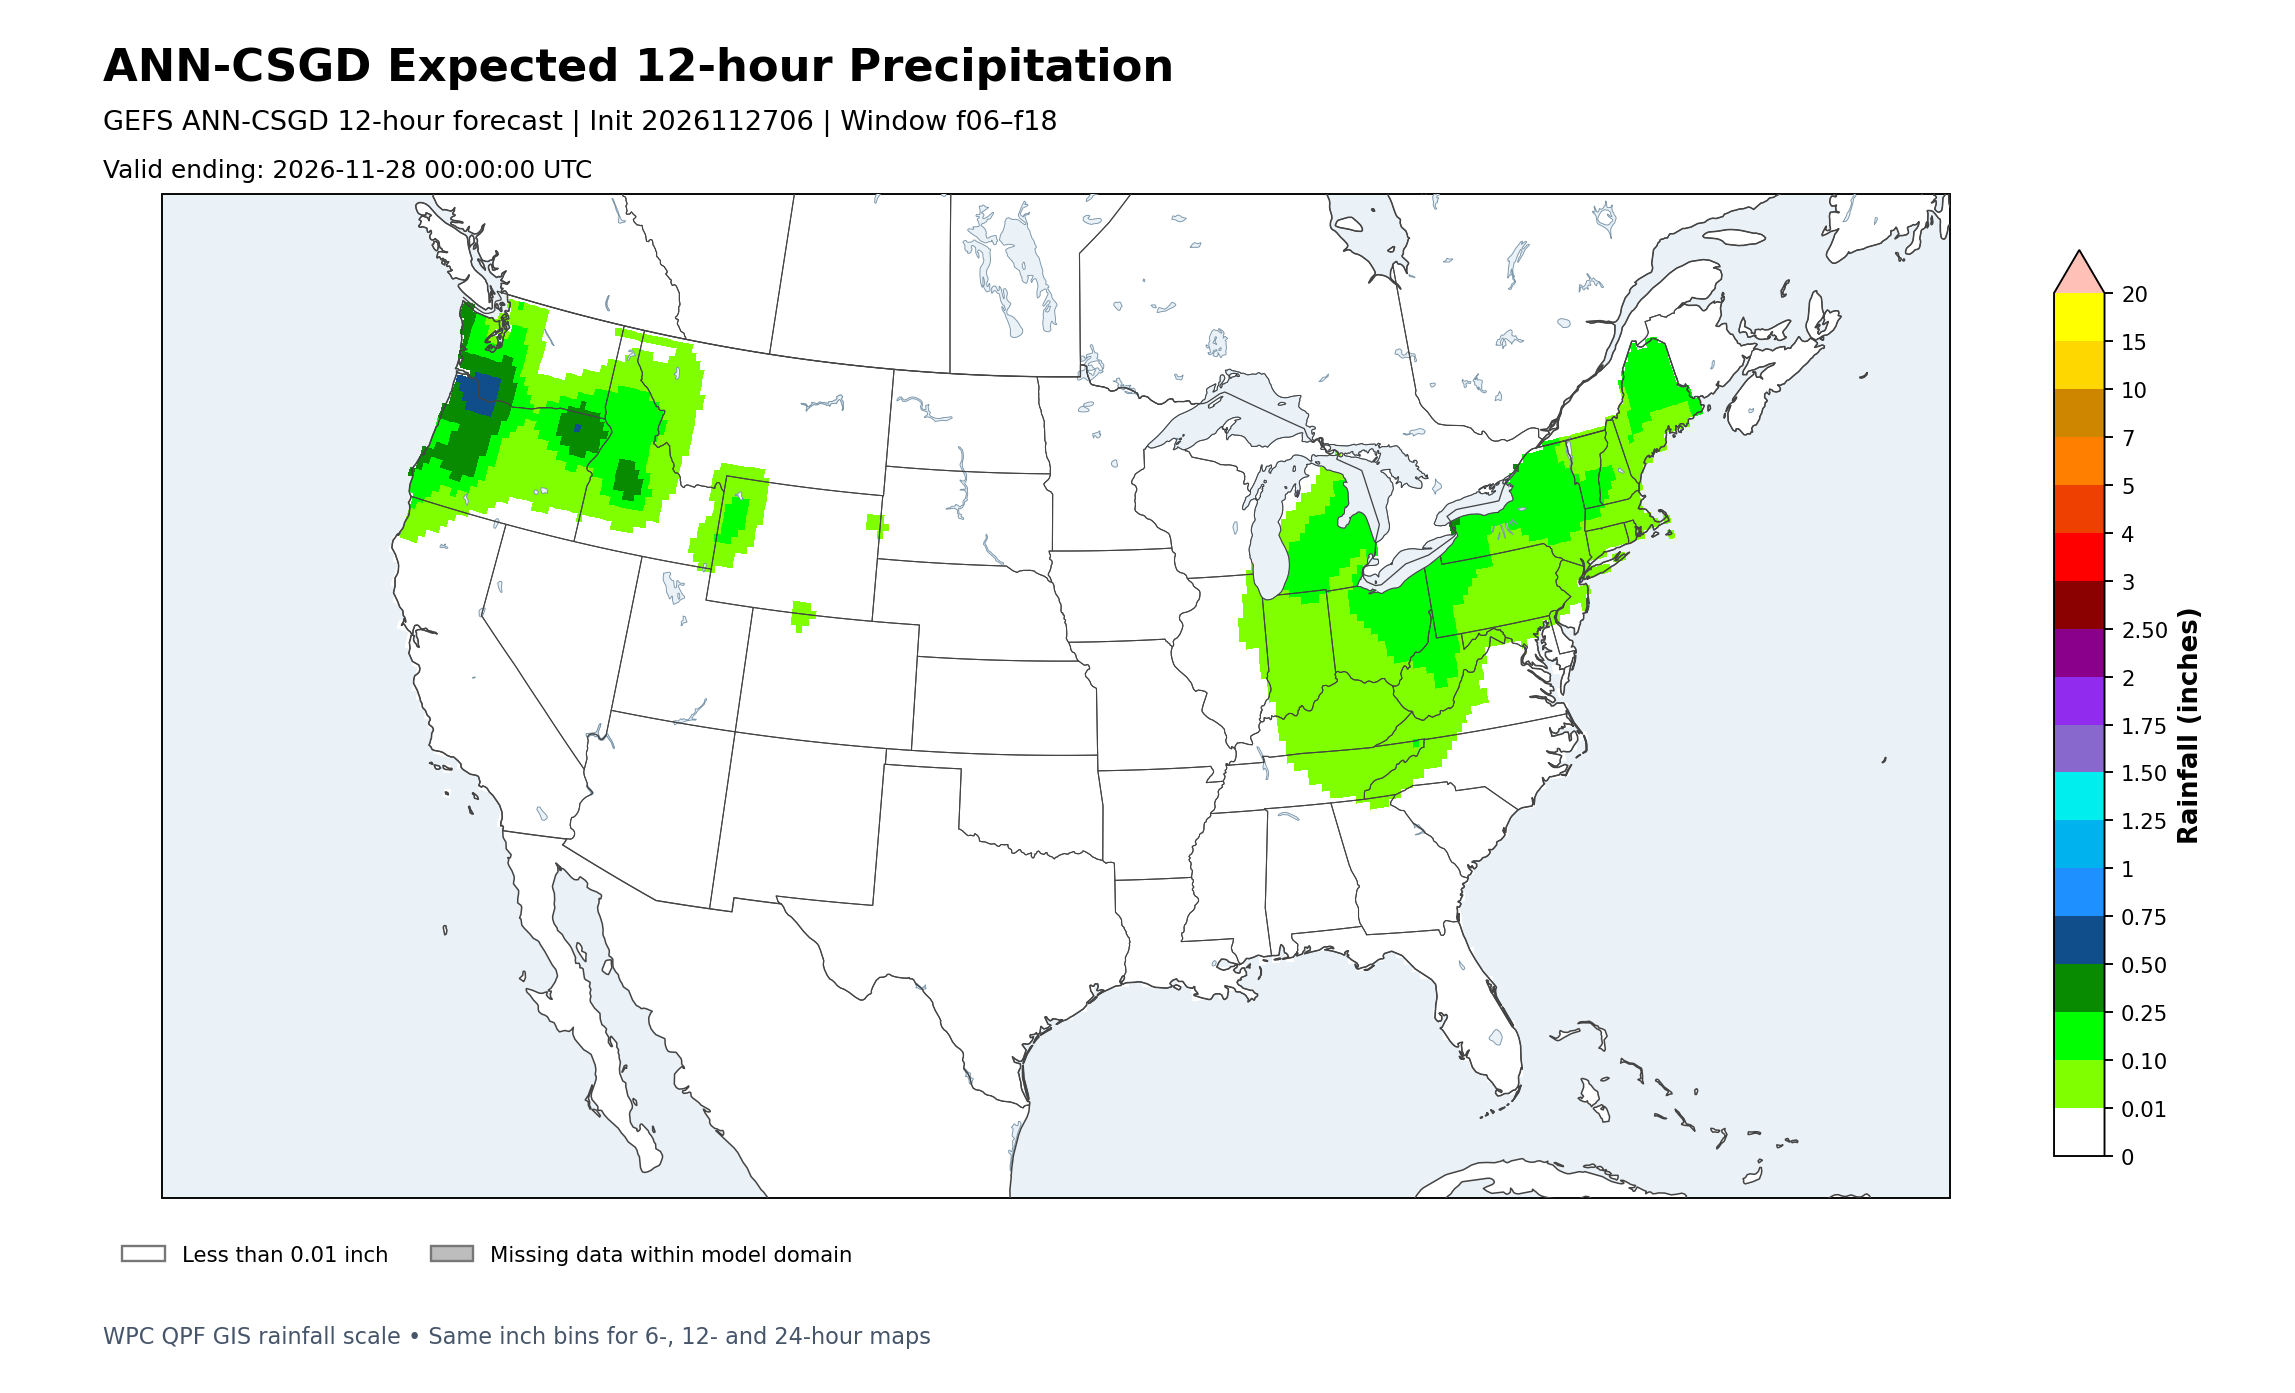 ANN-CSGD Expected 12-hour Precipitation
GEFS ANN-CSGD 12-hour forecast | Init 2026112706 | Window f06–f18
Valid ending: 2026-11-28 00:00:00 UTC
20
15
10
7
5
4
3
2.50
2
1.75
1.50
1.25
1
0.75
0.50
0.25
0.10
0.01
0
Rainfall (inches)
Less than 0.01 inch
Missing data within model domain
WPC QPF GIS rainfall scale • Same inch bins for 6-, 12- and 24-hour maps